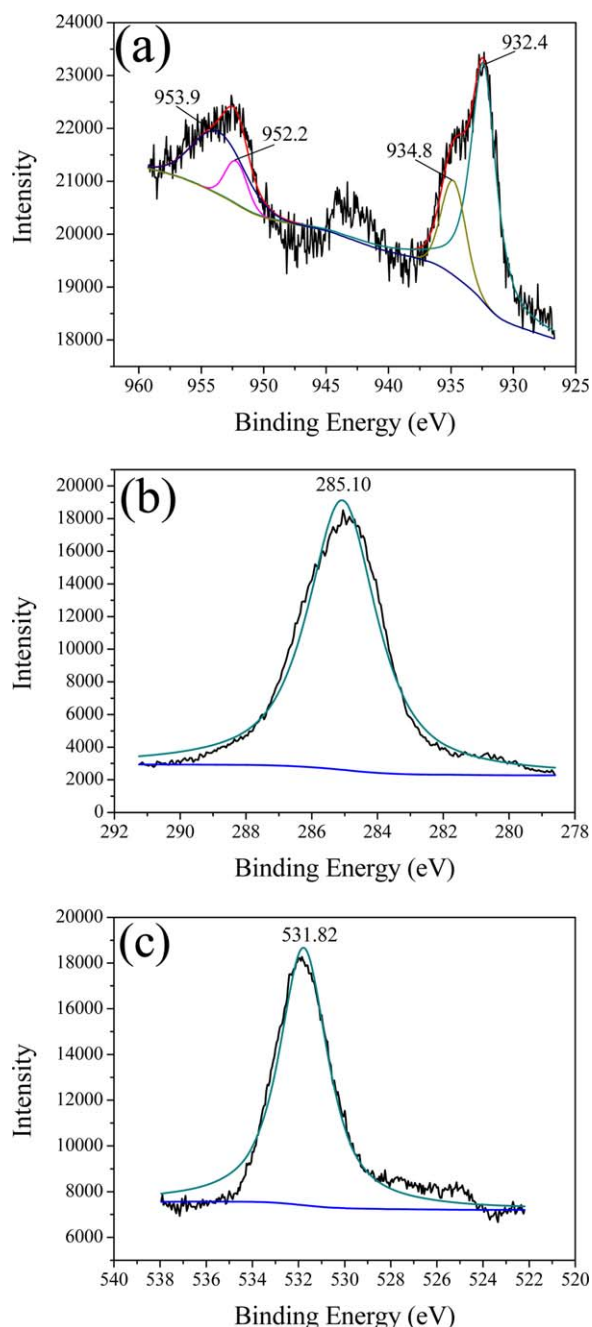 (a)
24000
23000
22000
21000
20000
19000
18000
953.9
952.2
934.8
932.4
Intensity
960 955 950 945 940 935 930 925
Binding Energy (eV)
(b)
285.10
20000
18000
16000
14000
12000
10000
8000
6000
4000
2000
0
Intensity
292 290 288 286 284 282 280 278
Binding Energy (eV)
(c)
531.82
20000
18000
16000
14000
12000
10000
8000
6000
Intensity
540 538 536 534 532 530 528 526 524 522 520
Binding Energy (eV)